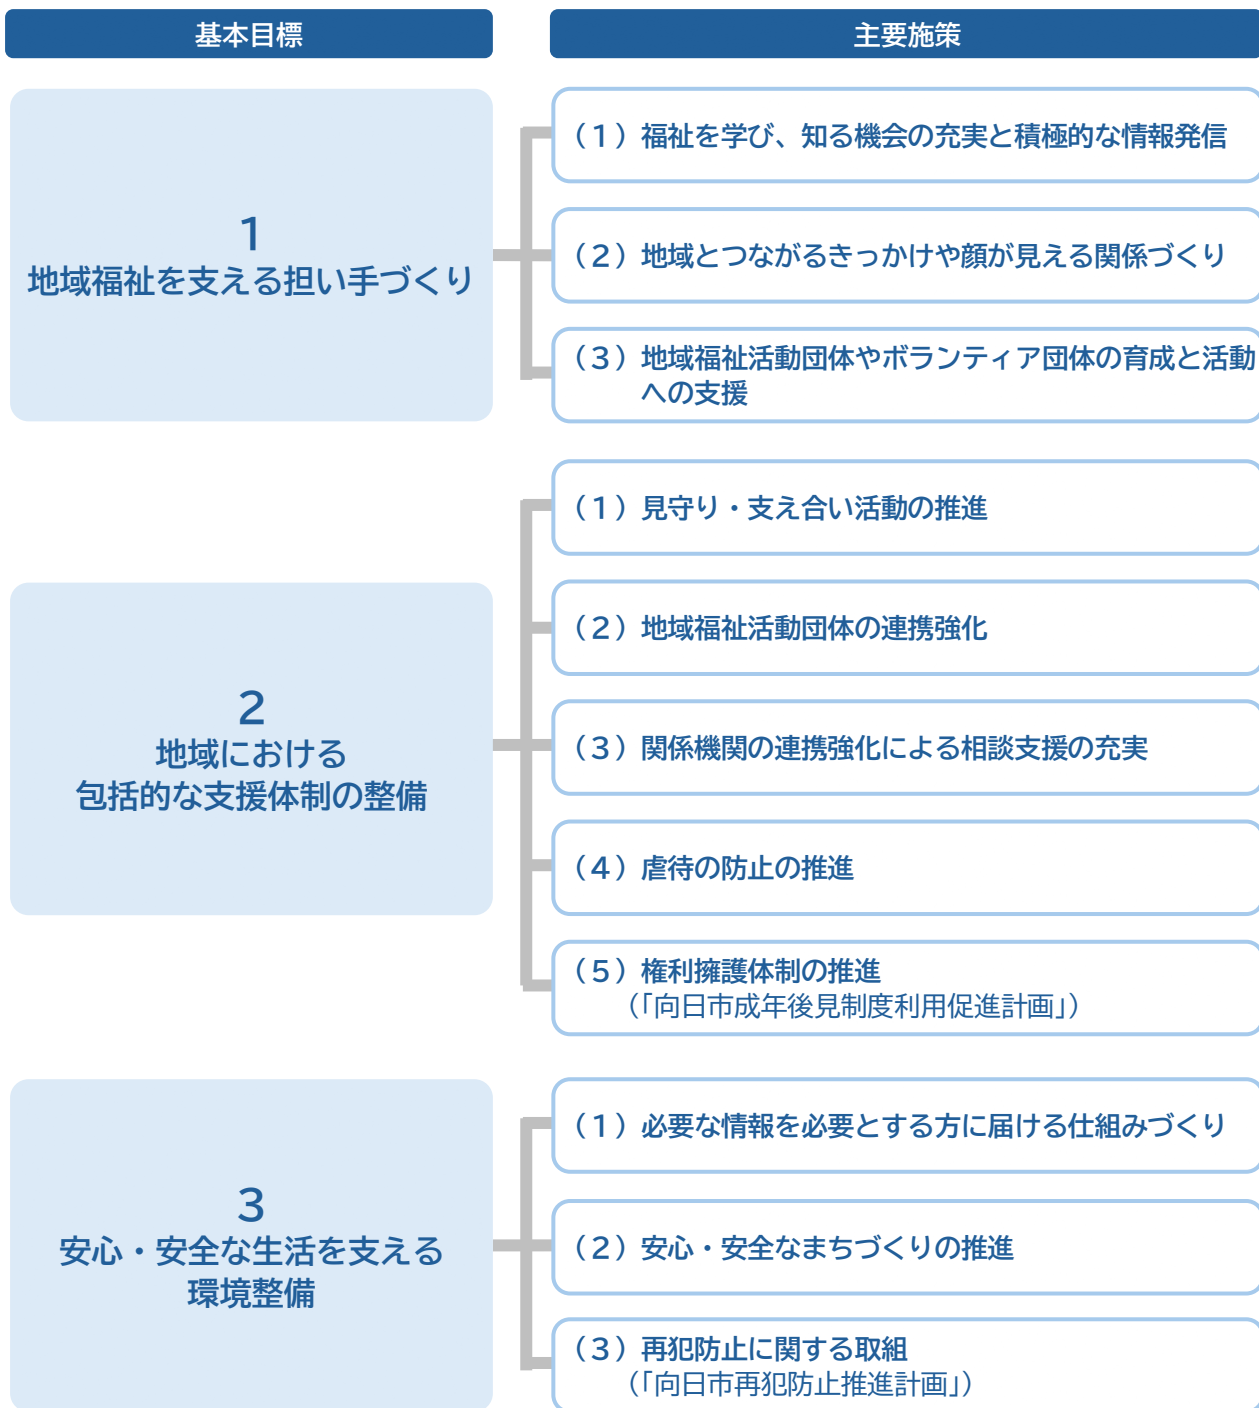 基本目標
主要施策
1
地域福祉を支える担い手づくり
（1）福祉を学び、知る機会の充実と積極的な情報発信
（2）地域とつながるきっかけや顔が見える関係づくり
（3）地域福祉活動団体やボランティア団体の育成と活動
への支援
2
地域における
包括的な支援体制の整備
（1）見守り・支え合い活動の推進
（2）地域福祉活動団体の連携強化
（3）関係機関の連携強化による相談支援の充実
（4）虐待の防止の推進
（5）権利擁護体制の推進
（「向日市成年後見制度利用促進計画」）
3
安心・安全な生活を支える
環境整備
（1）必要な情報を必要とする方に届ける仕組みづくり
（2）安心・安全なまちづくりの推進
（3）再犯防止に関する取組
（「向日市再犯防止推進計画」）